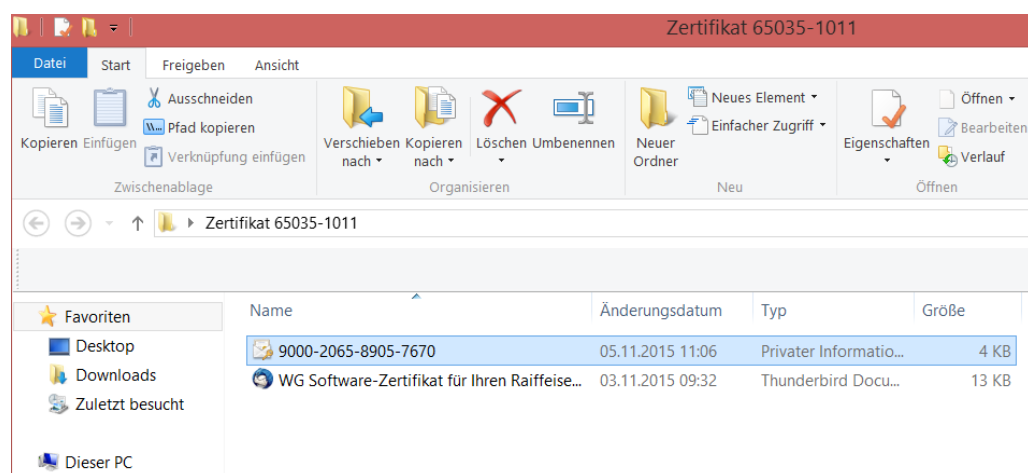 Zertifikat 65035-1011
Datei Start Freigeben Ansicht
Kopieren Einfügen Ausschneiden
Pfad kopieren
Verknüpfung einfügen
Verschieben nach Kopieren nach Löschen Umbenennen
Neuer Ordner Neues Element
Einfacher Zugriff
Eigenschaften Öffnen
Bearbeiten
Verlauf
Zwischenablage Organisieren Neu Öffnen
Zertifikat 65035-1011
Name Änderungsdatum Typ Größe
Favoriten
Desktop 9000-2065-8905-7670 05.11.2015 11:06 Privater Informatio... 4 KB
Downloads WG Software-Zertifikat für Ihren Raiffeise... 03.11.2015 09:32 Thunderbird Docu... 13 KB
Zuletzt besucht
Dieser PC